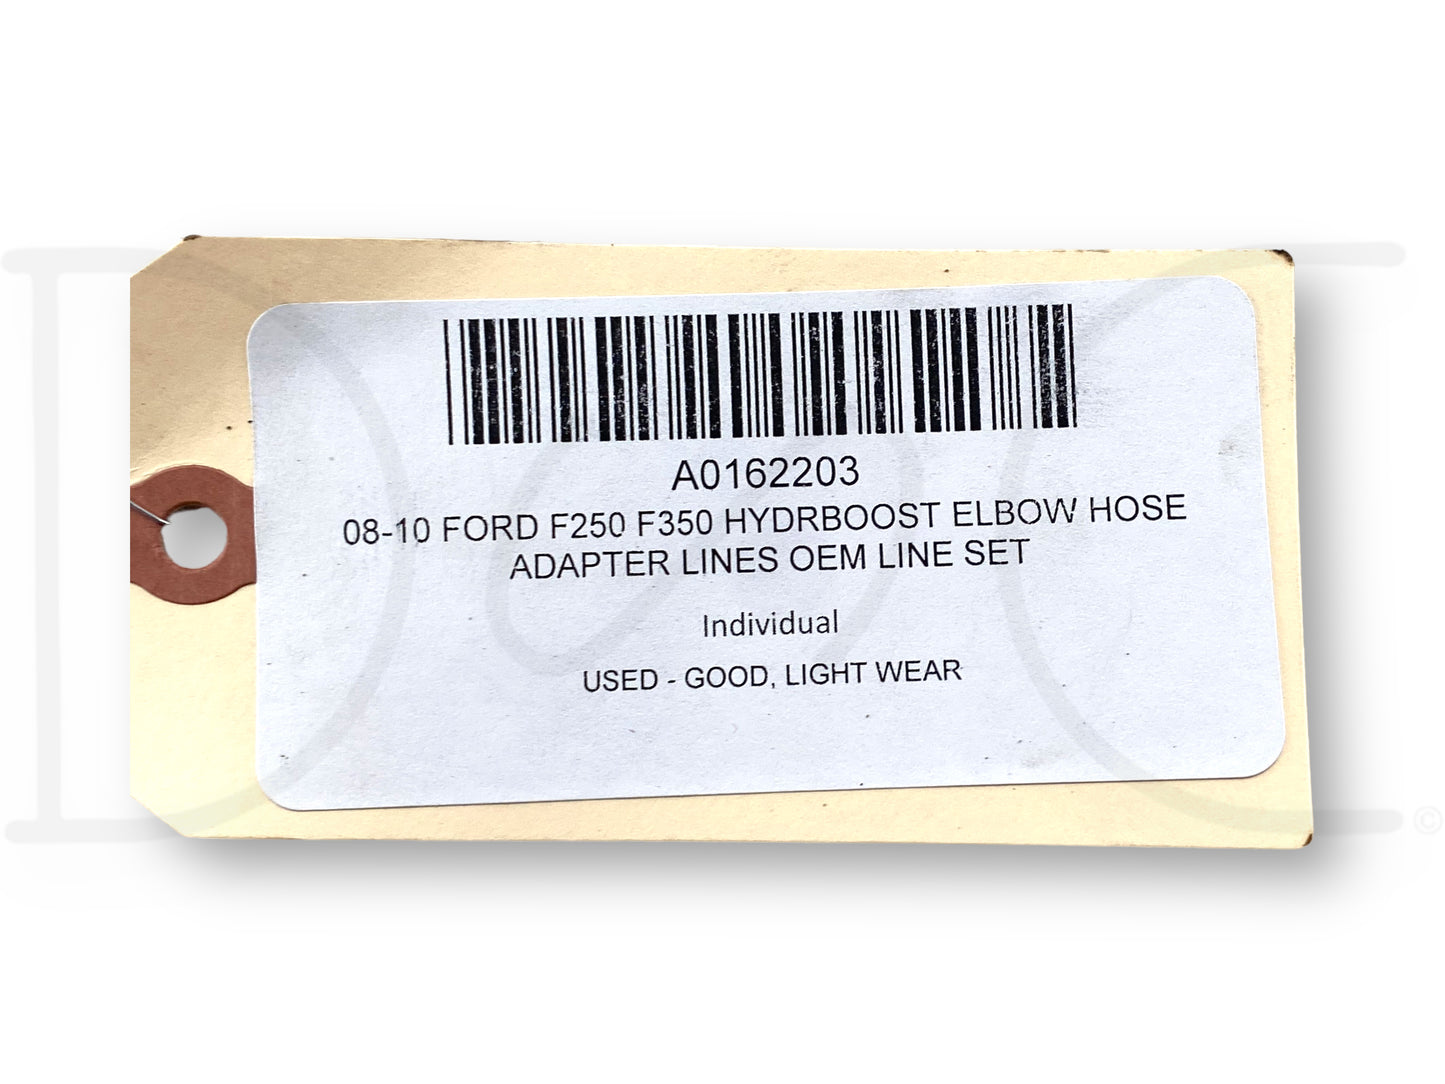 A0162203
08-10 FORD F250 F350 HYDRBOOST ELBOW HOSE
ADAPTER LINES OEM LINE SET
Individual
USED - GOOD, LIGHT WEAR
©